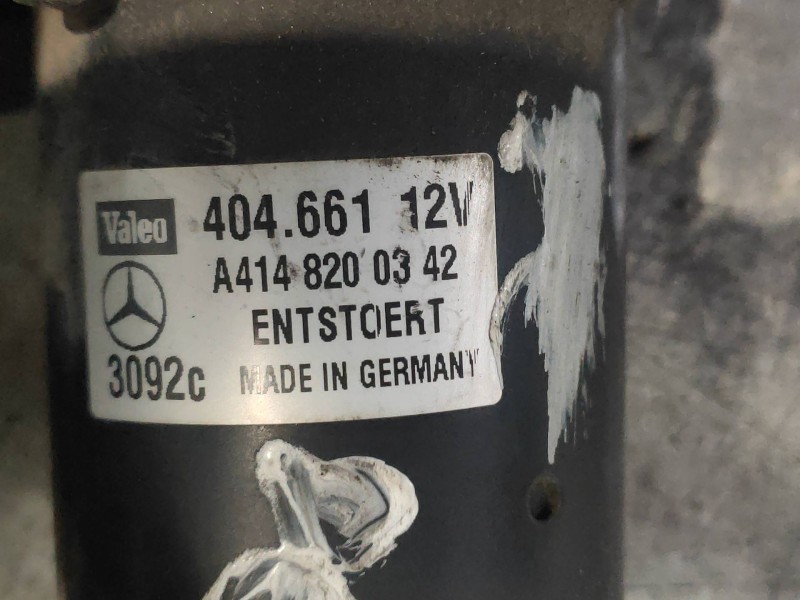 Valeo 404.661 12V
A414 820 03 42
ENTSTOERT
3092c MADE IN GERMANY